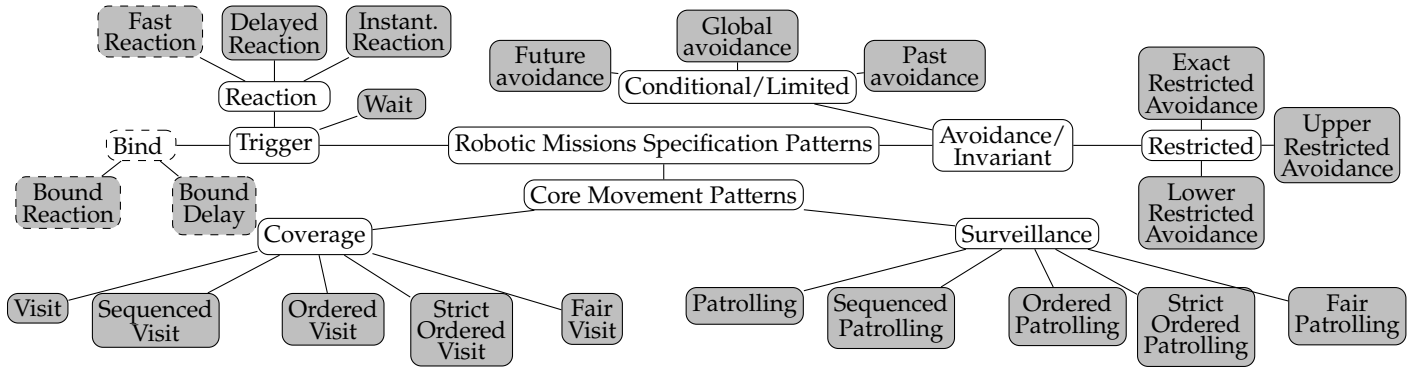 Fast
Reaction
Delayed
Reaction
Instant.
Reaction
Reaction
Wait
Trigger
Bind
Bound
Reaction
Bound
Delay
Global
avoidance
Future
avoidance
Past
avoidance
Conditional/Limited
Robotic Missions Specification Patterns
Avoidance/
Invariant
Exact
Restricted
Avoidance
Restricted
Upper
Restricted
Avoidance
Lower
Restricted
Avoidance
Core Movement Patterns
Coverage
Surveillance
Visit
Sequenced
Visit
Ordered
Visit
Strict
Ordered
Visit
Fair
Visit
Patrolling
Sequenced
Patrolling
Ordered
Patrolling
Strict
Ordered
Patrolling
Fair
Patrolling